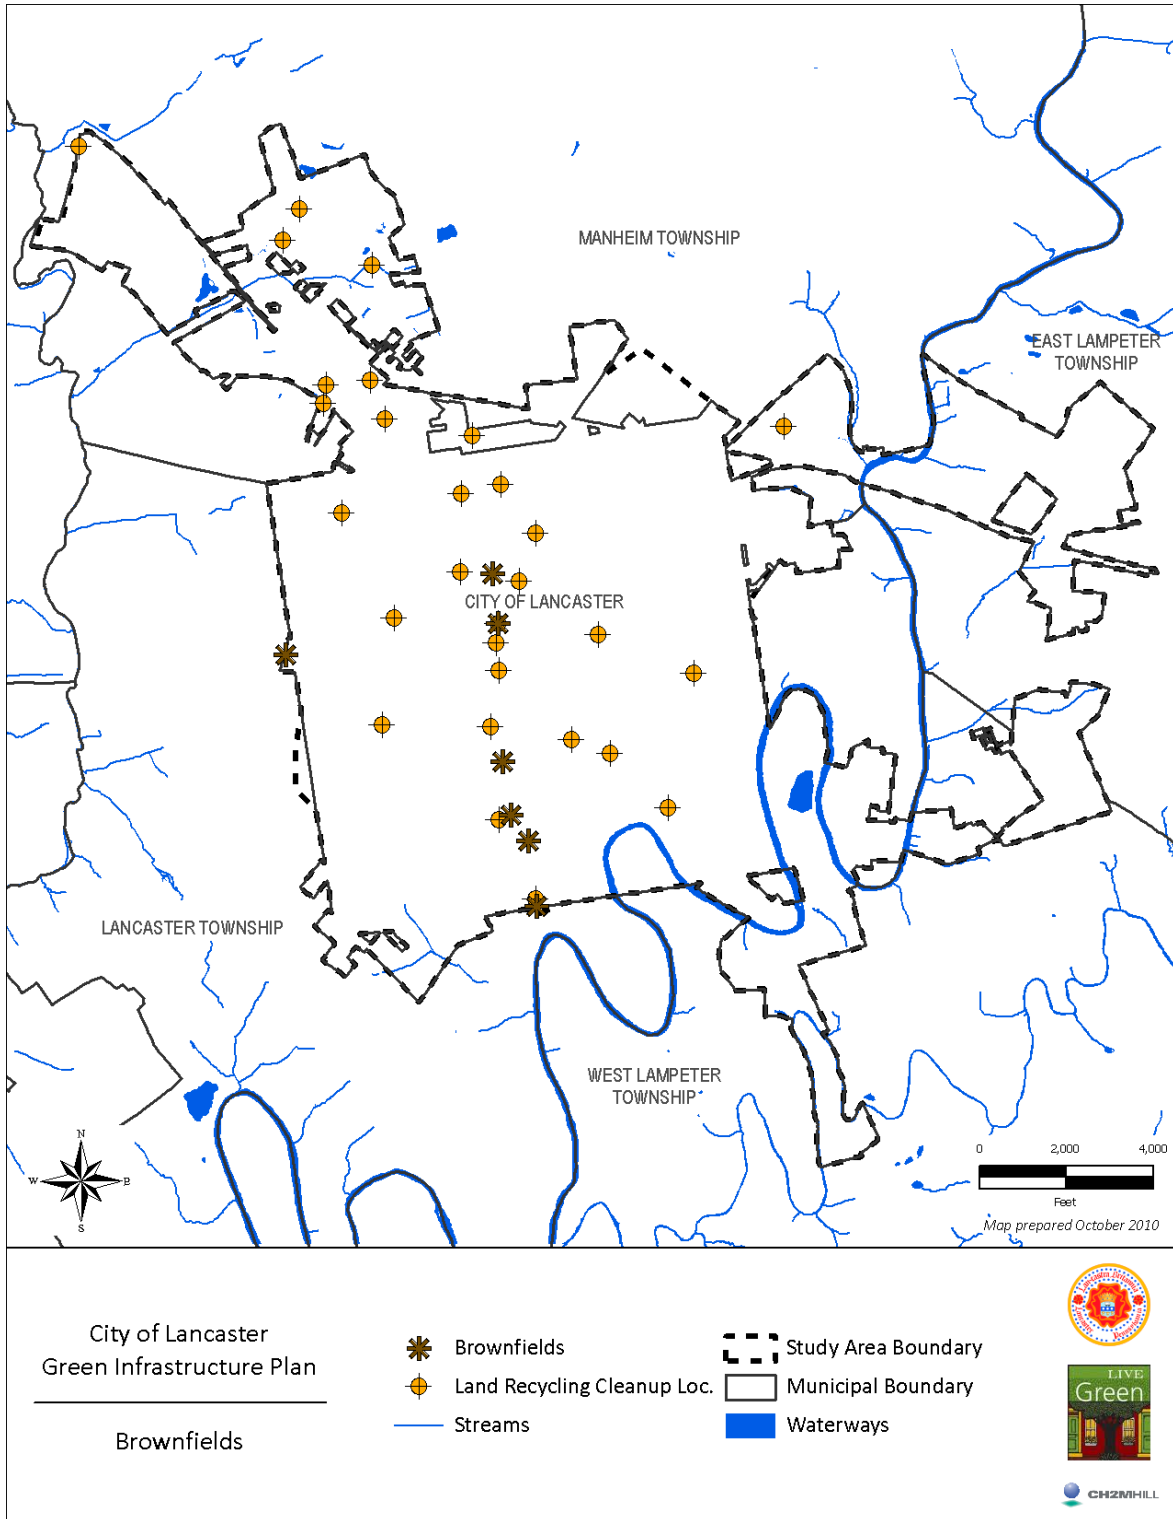 MANHEIM TOWNSHIP
EAST LAMPETER
TOWNSHIP
CITY OF LANCASTER
LANCASTER TOWNSHIP
WEST LAMPETER
TOWNSHIP
N
W
E
S
0 2,000 4,000
Feet
Map prepared October 2010
City of Lancaster
Green Infrastructure Plan
Brownfields
Brownfields
Land Recycling Cleanup Loc.
Streams
Study Area Boundary
Municipal Boundary
Waterways
LIVE
Green
CH2MHILL